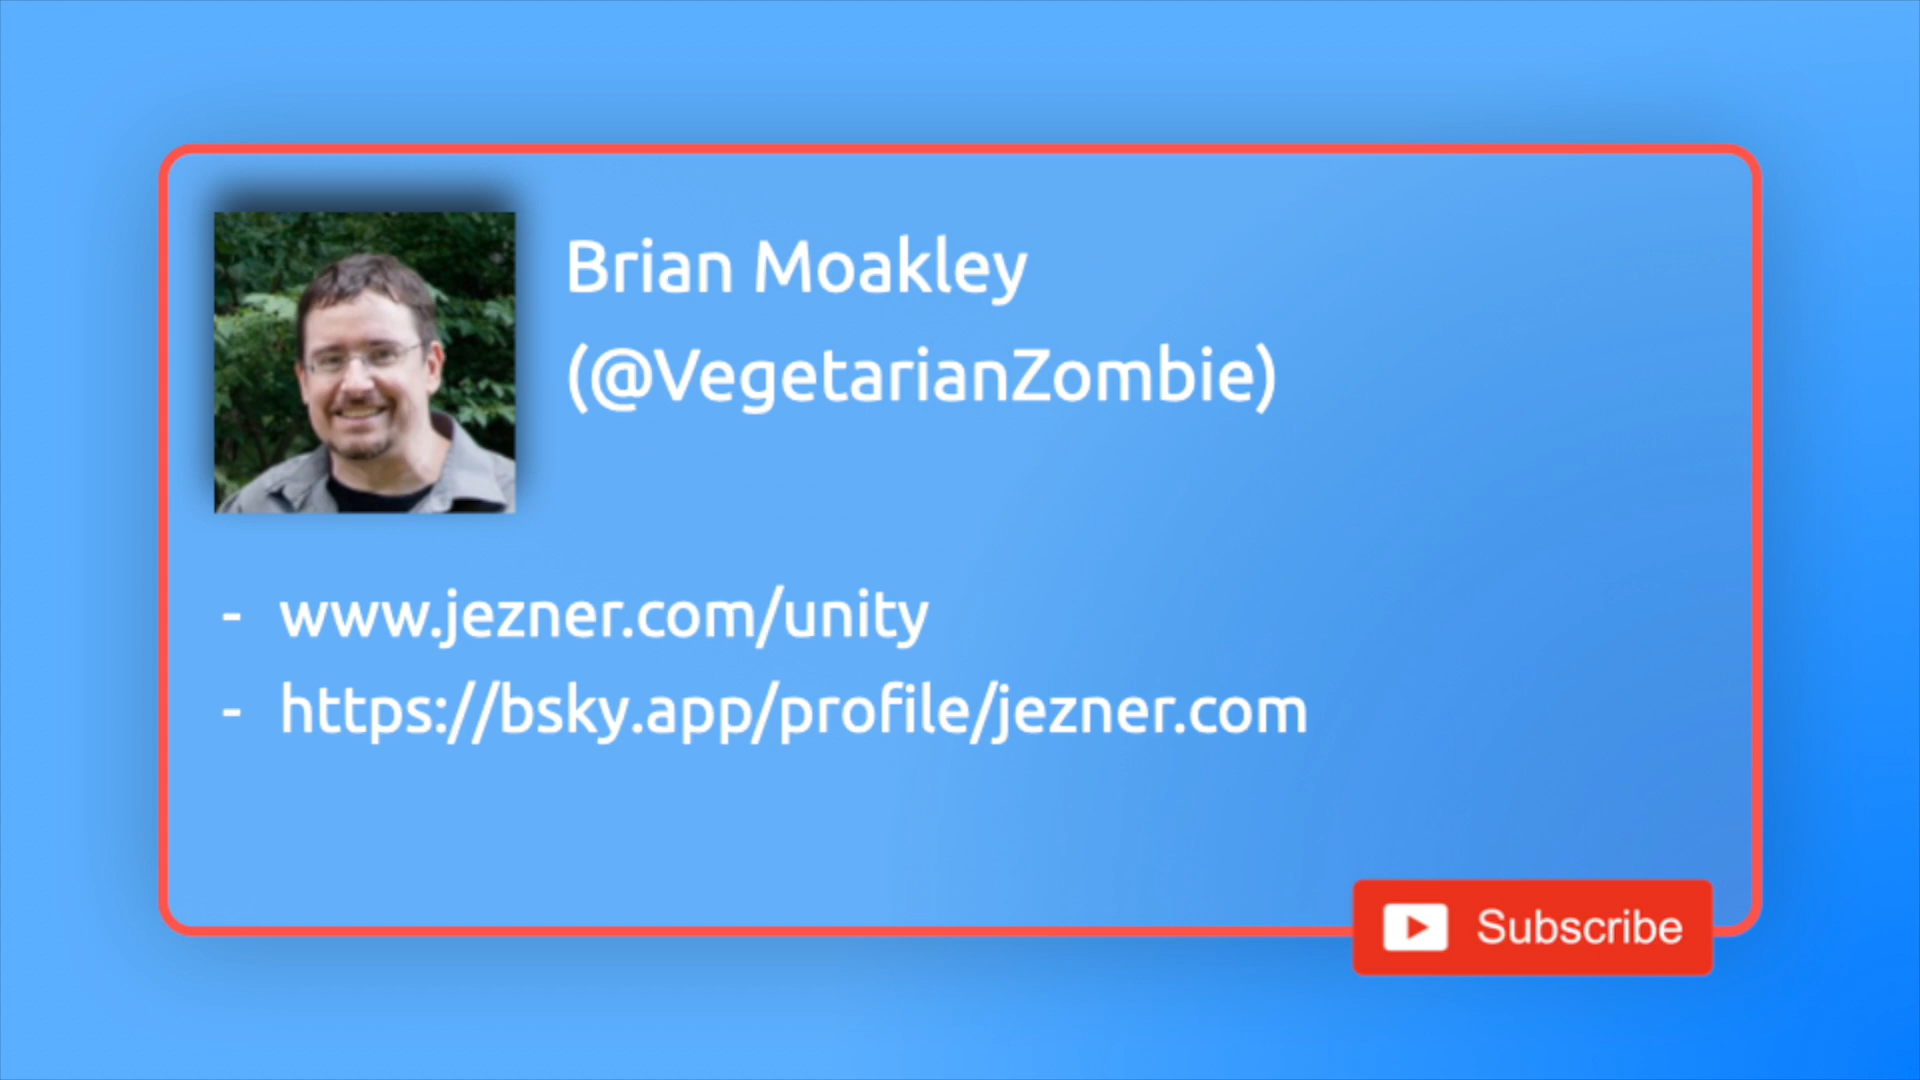 Brian Moakley
(@VegetarianZombie)
- www.jezner.com/unity
- https://bsky.app/profile/jezner.com
Subscribe